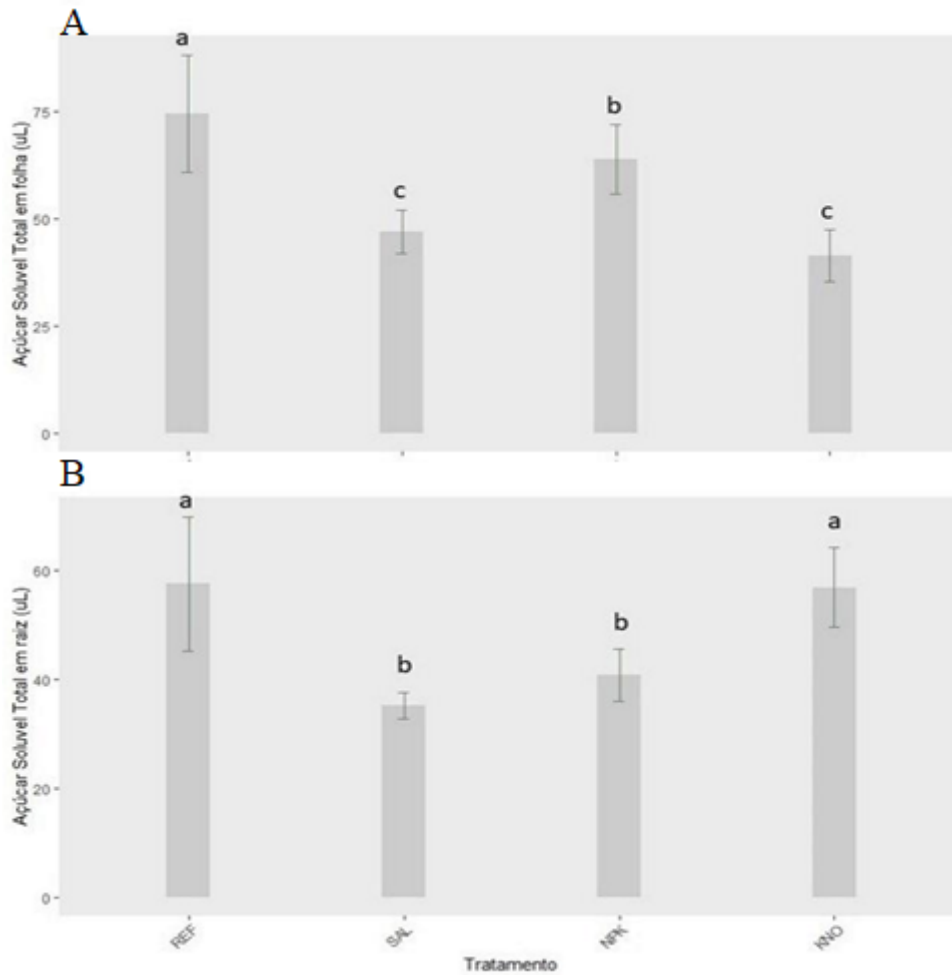 A
a
b
c
c
75
50
25
0
Açúcar Soluvel Total em folha (uL)
B
a
a
b
b
60
40
20
0
Açúcar Soluvel Total em raiz (uL)
REF SAL NPK KNO
Tratamento